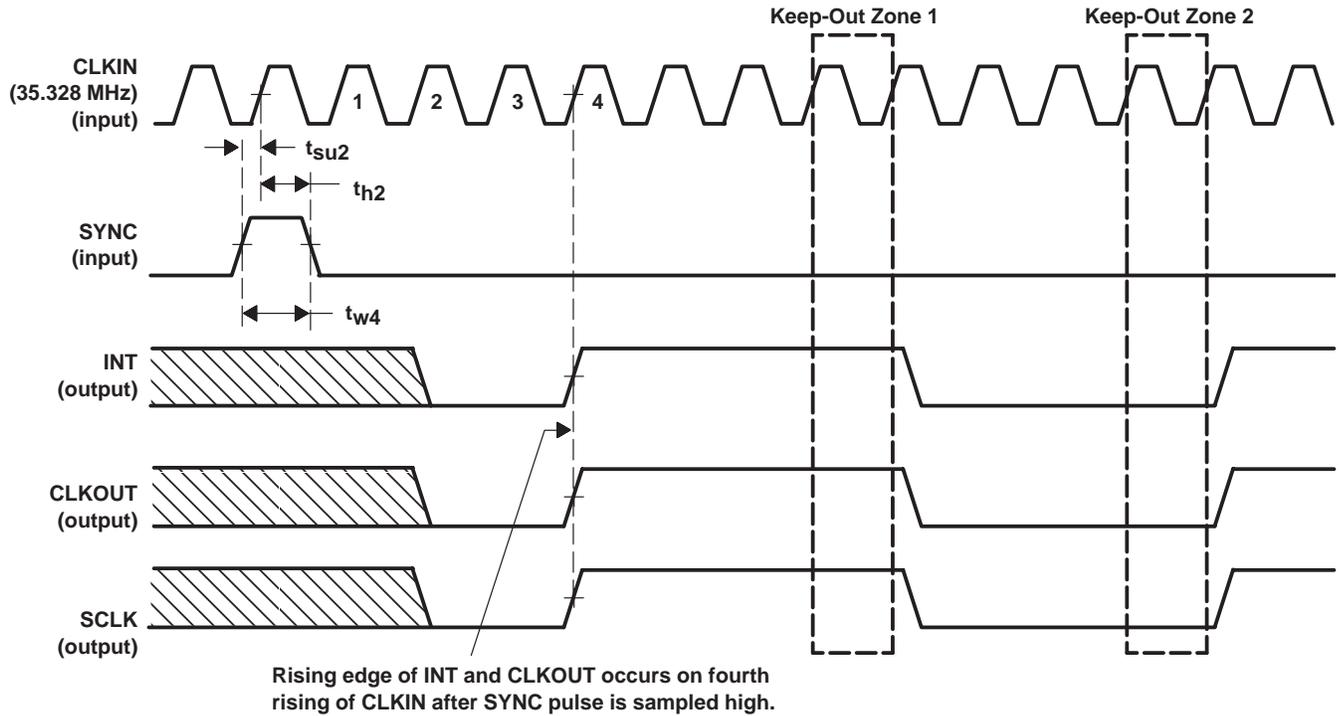 Keep-Out Zone 1
Keep-Out Zone 2
CLKIN
(35.328 MHz)
(input)
1
2
3
4
tsu2
th2
SYNC
(input)
tw4
INT
(output)
CLKOUT
(output)
SCLK
(output)
Rising edge of INT and CLKOUT occurs on fourth
rising of CLKIN after SYNC pulse is sampled high.